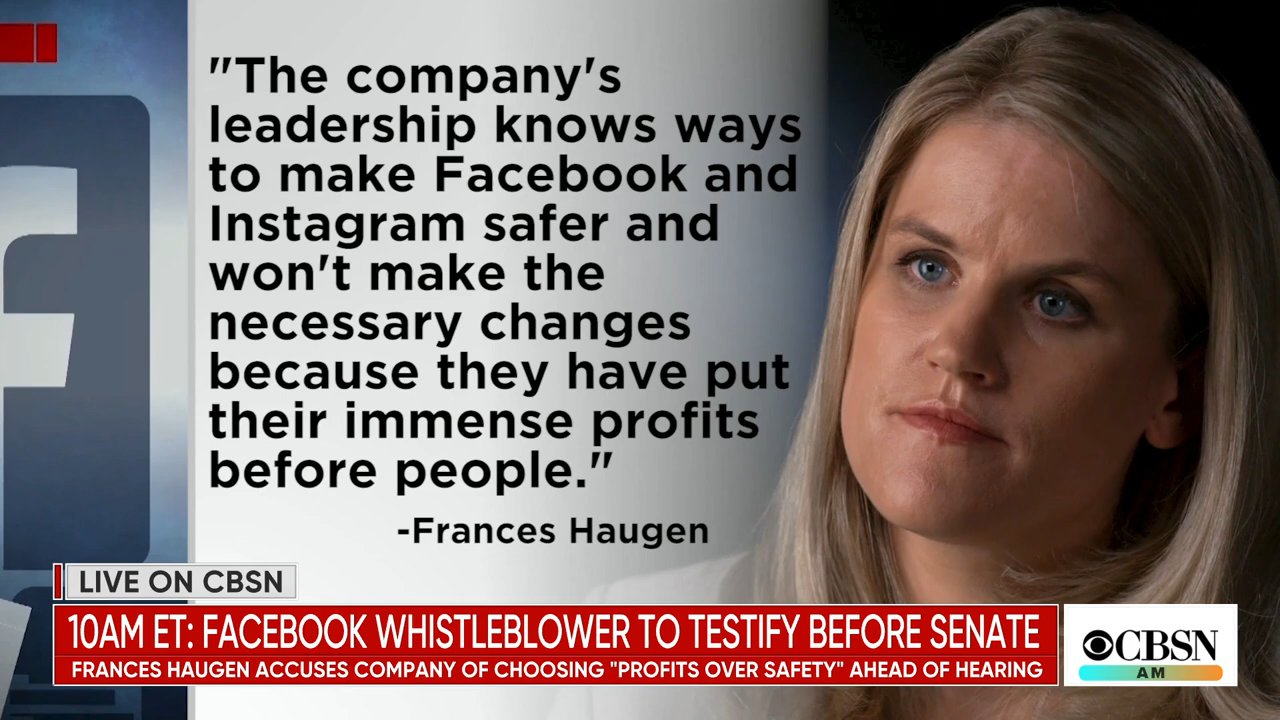 "The company's
leadership knows ways
to make Facebook and
Instagram safer and
won't make the
necessary changes
because they have put
their immense profits
before people."
-Frances Haugen
LIVE ON CBSN
10AM ET: FACEBOOK WHISTLEBLOWER TO TESTIFY BEFORE SENATE
FRANCES HAUGEN ACCUSES COMPANY OF CHOOSING "PROFITS OVER SAFETY" AHEAD OF HEARING
CBSN
AM